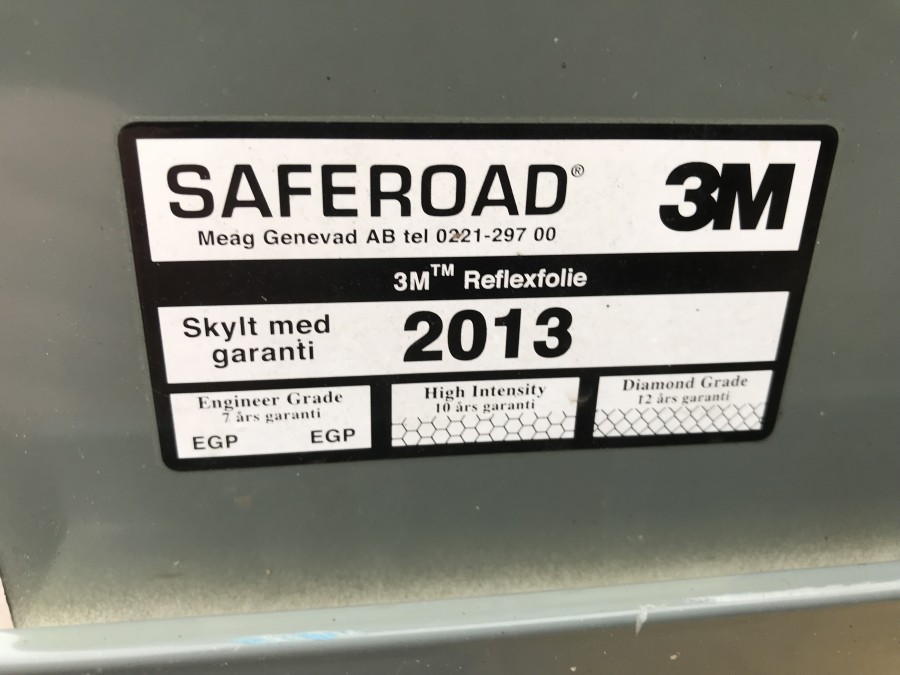 SAFEROAD®
3M
Meag Genevad AB tel 0221-297 00
3M™ Reflexfolie
Skylt med
garanti
2013
Engineer Grade
7 års garanti
EGP EGP
High Intensity
10 års garanti
Diamond Grade
12 års garanti